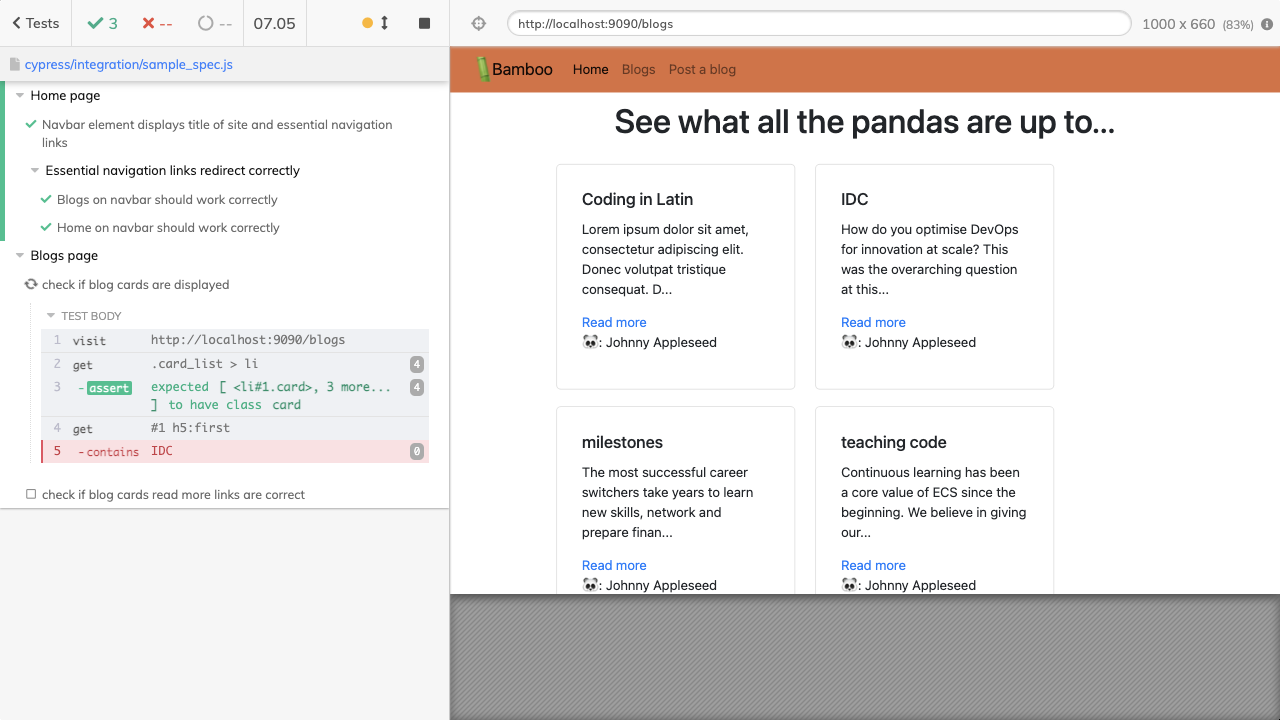 Tests
3
--
--
07.05
http://localhost:9090/blogs
1000 x 660 (83%)
cypress/integration/sample_spec.js
Home page
Navbar element displays title of site and essential navigation
links
Essential navigation links redirect correctly
Blogs on navbar should work correctly
Home on navbar should work correctly
Blogs page
check if blog cards are displayed
TEST BODY
1 visit http://localhost:9090/blogs
2 get .card_list > li 4
3 -assert expected [ <li#1.card>, 3 more... 4
] to have class card
4 get #1 h5:first
5 -contains IDC 0
check if blog cards read more links are correct
Bamboo Home Blogs Post a blog
See what all the pandas are up to...
Coding in Latin
Lorem ipsum dolor sit amet,
consectetur adipiscing elit.
Donec volutpat tristique
consequat. D...
Read more
🐼: Johnny Appleseed
IDC
How do you optimise DevOps
for innovation at scale? This
was the overarching question
at this...
Read more
🐼: Johnny Appleseed
milestones
The most successful career
switchers take years to learn
new skills, network and
prepare finan...
Read more
🐼: Johnny Appleseed
teaching code
Continuous learning has been
a core value of ECS since the
beginning. We believe in giving
our...
Read more
🐼: Johnny Appleseed